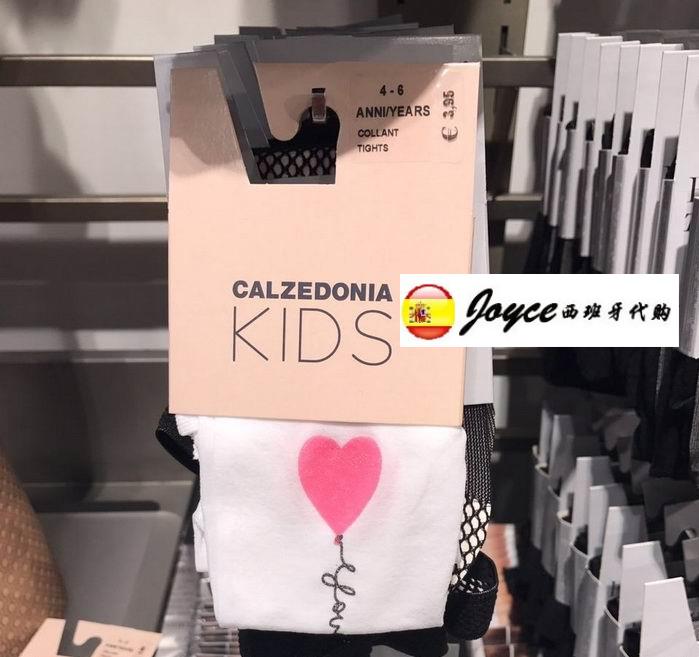 4 - 6
ANNI/YEARS
COLLANT
TIGHTS
€ 3,95
CALZEDONIA
KIDS
Joyce西班牙代购